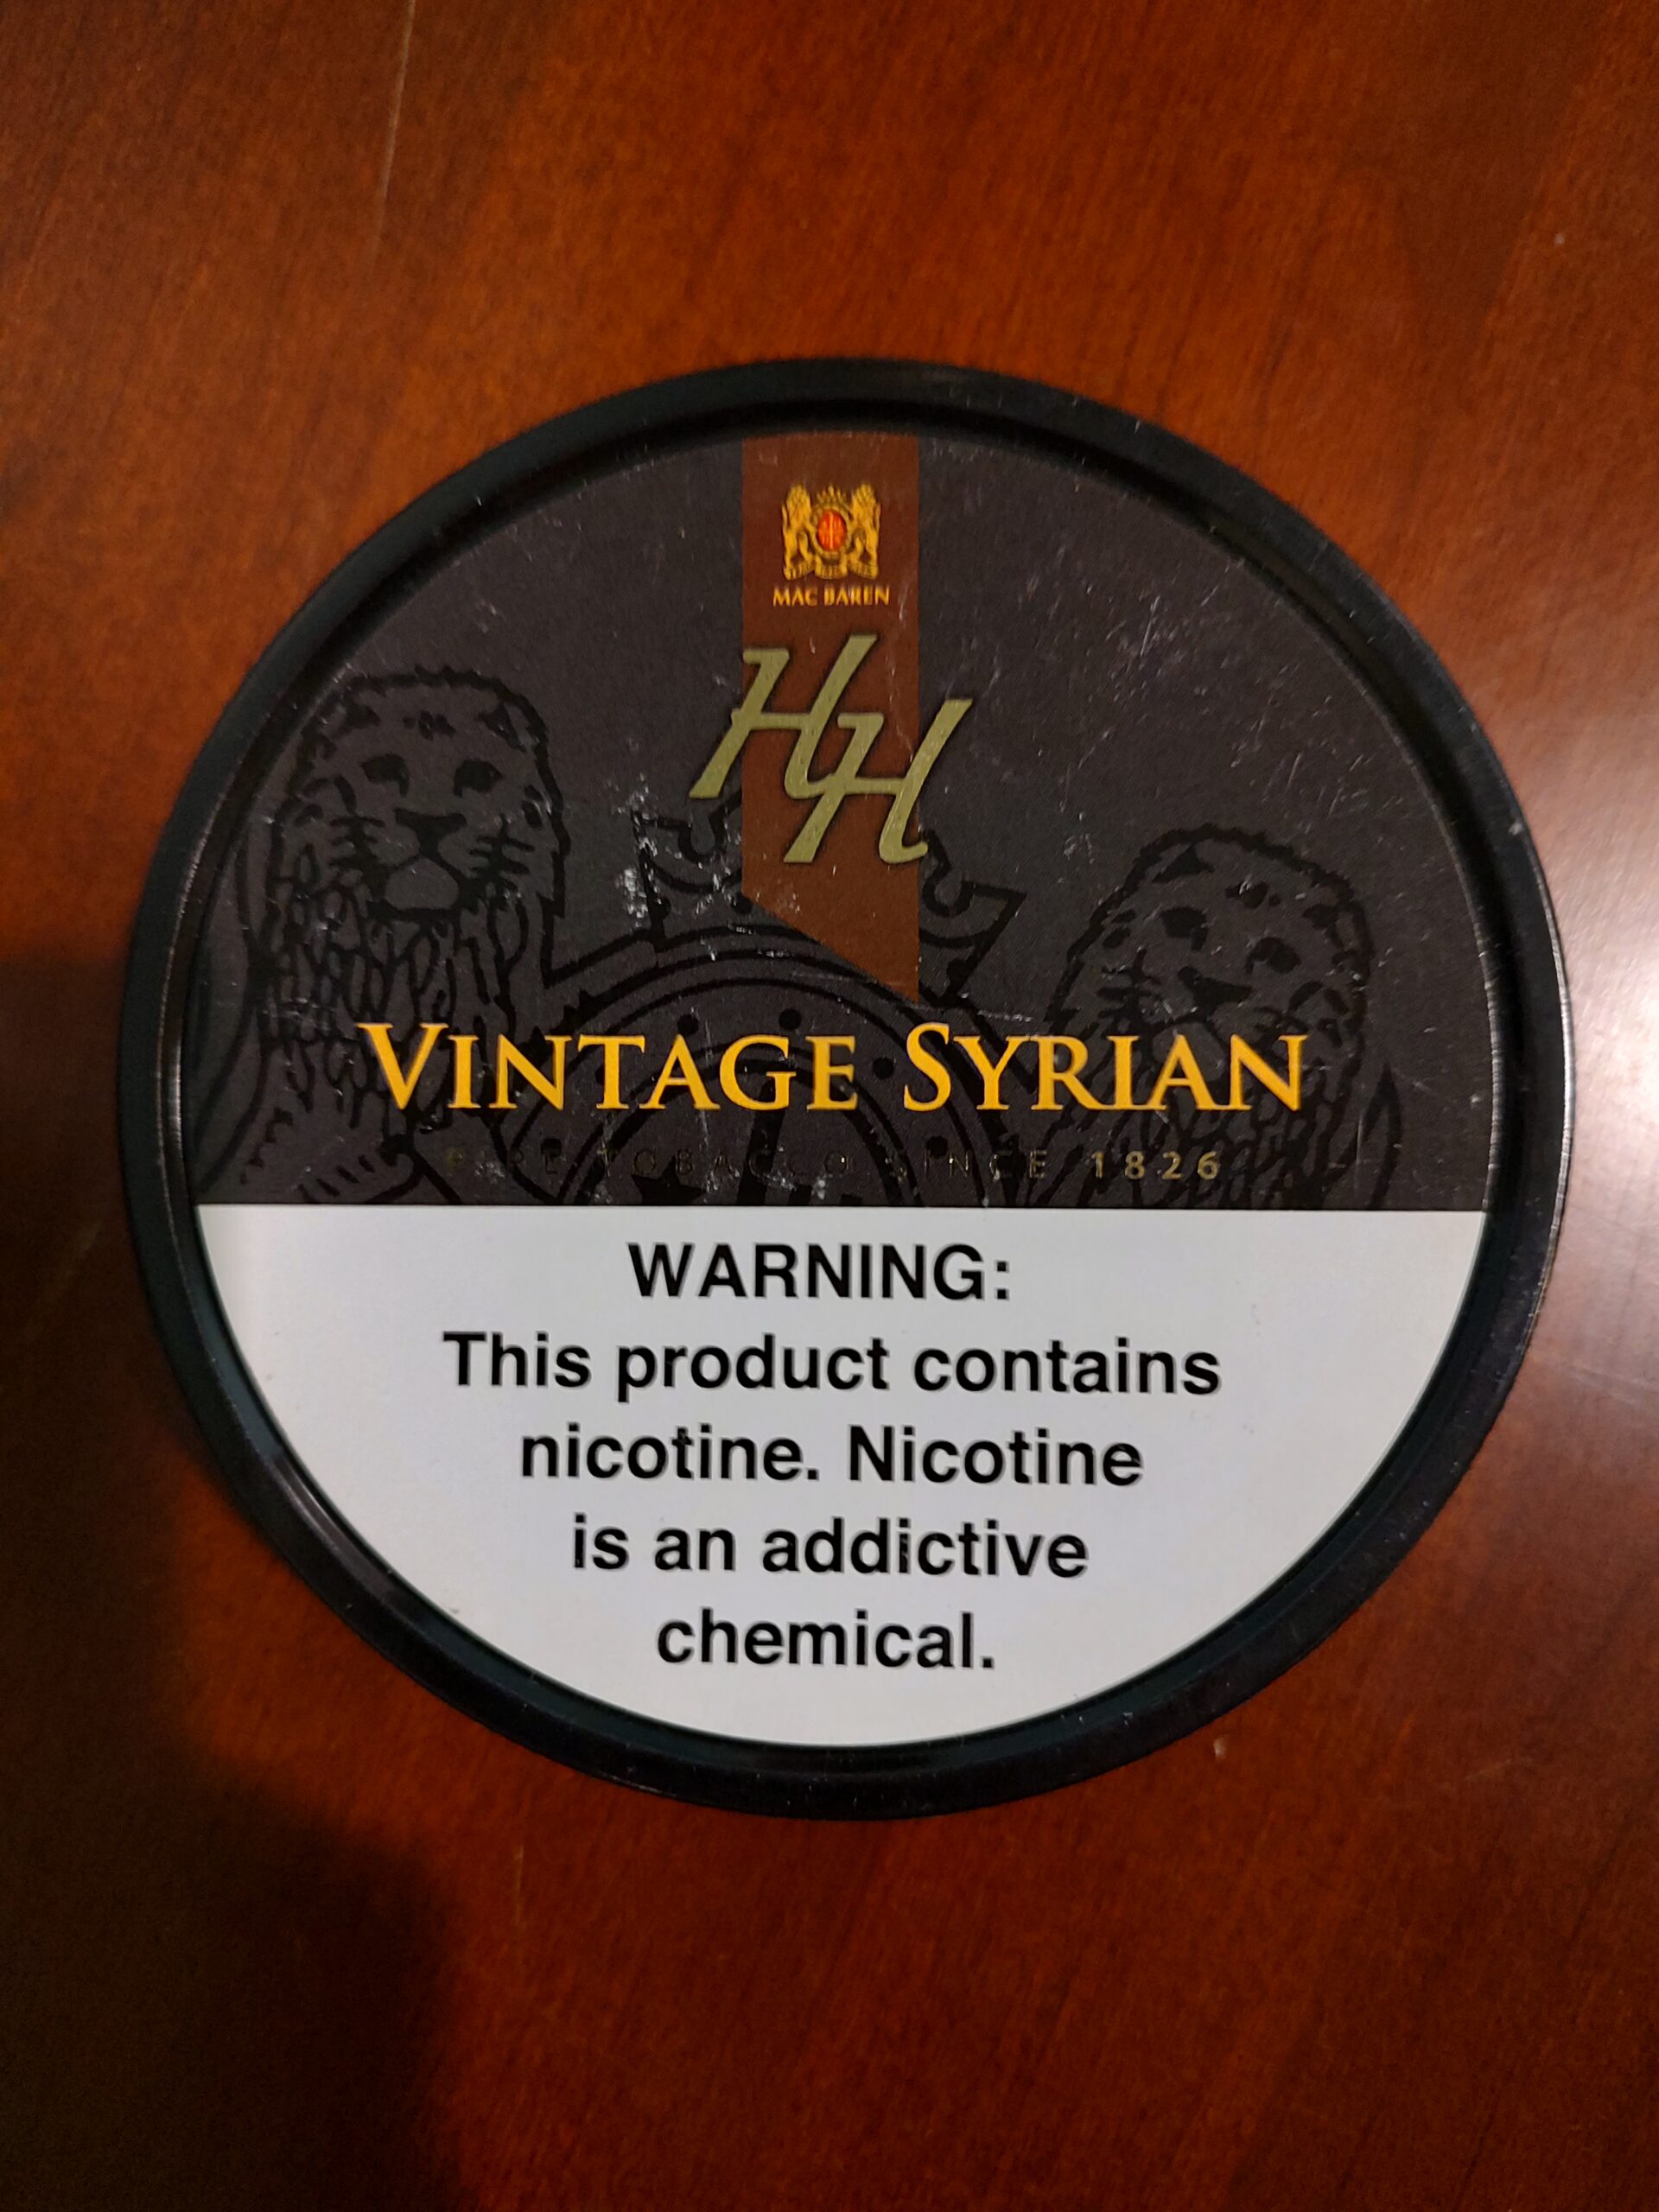 MAC BAREN
HH
VINTAGE SYRIAN
PIPE TOBACCO SINCE 1826
WARNING:
This product contains
nicotine. Nicotine
is an addictive
chemical.